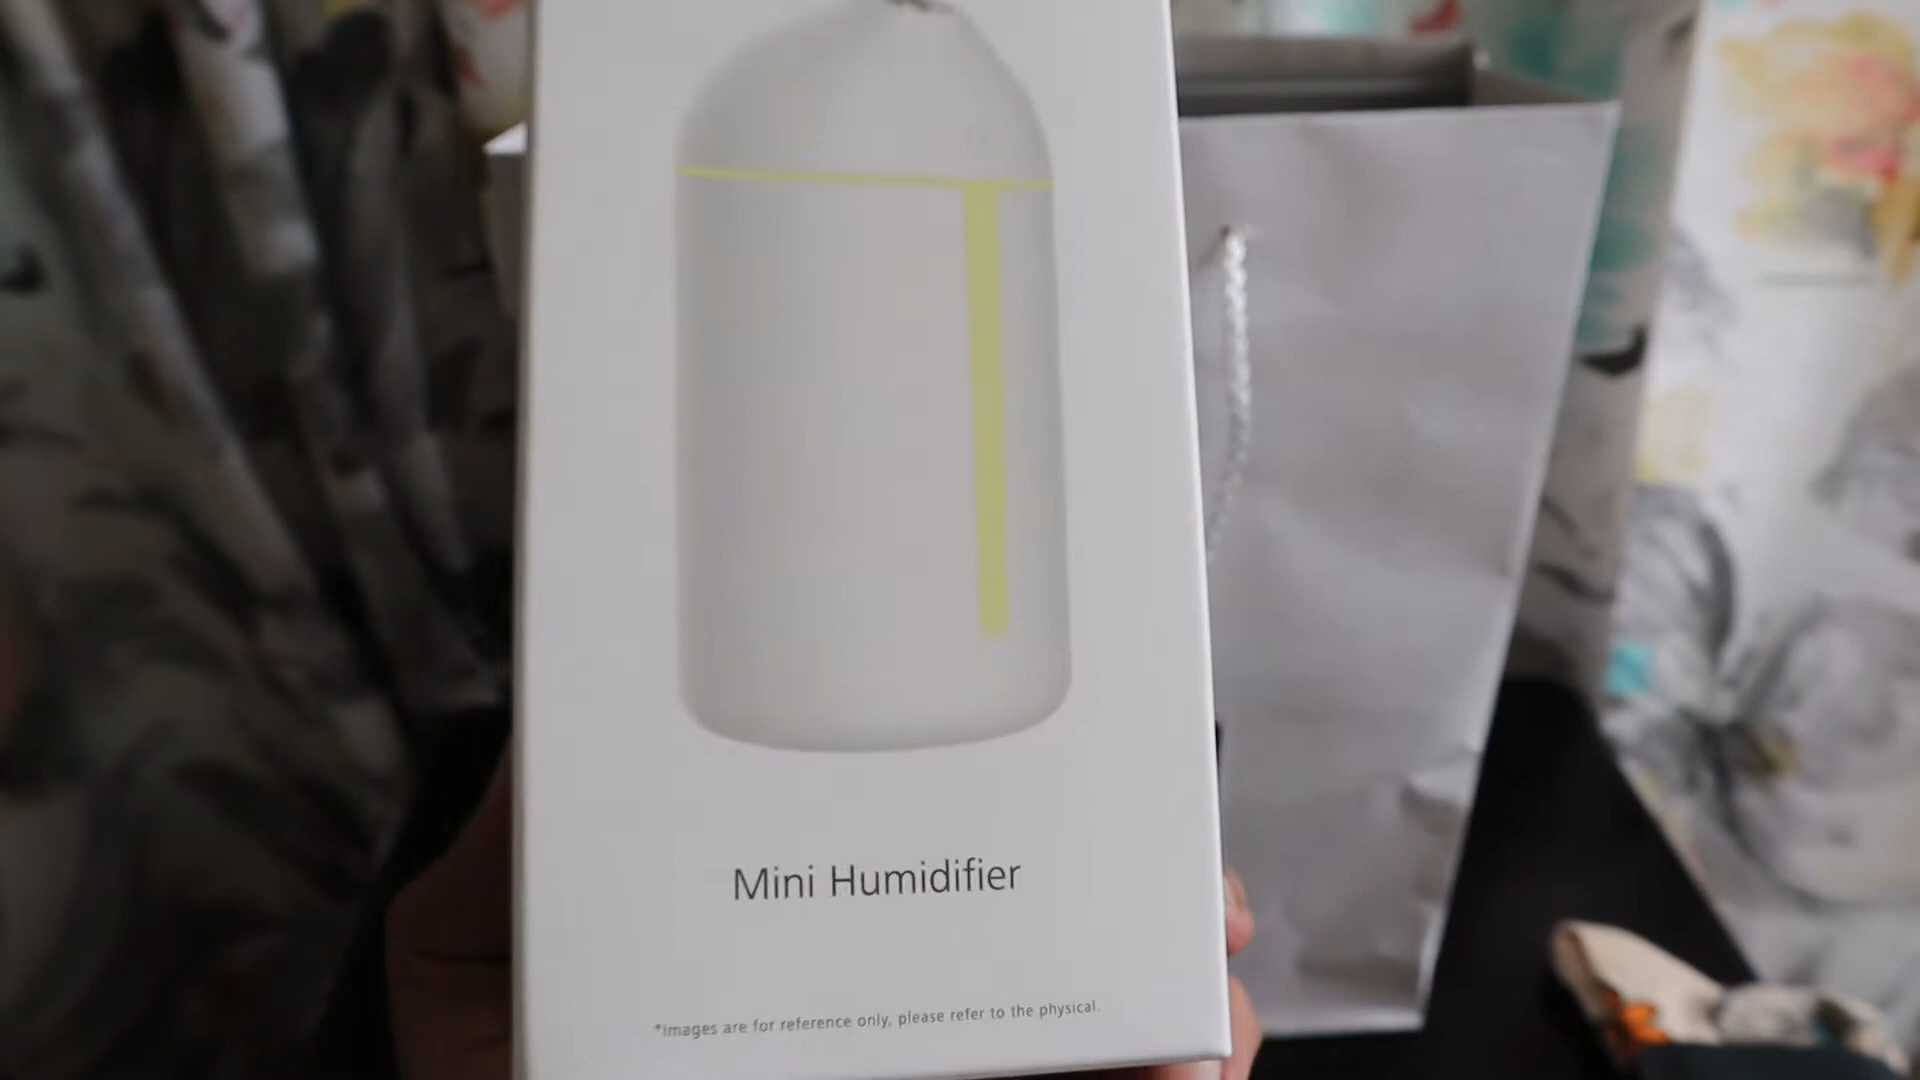 Mini Humidifier
*images are for reference only, please refer to the physical.